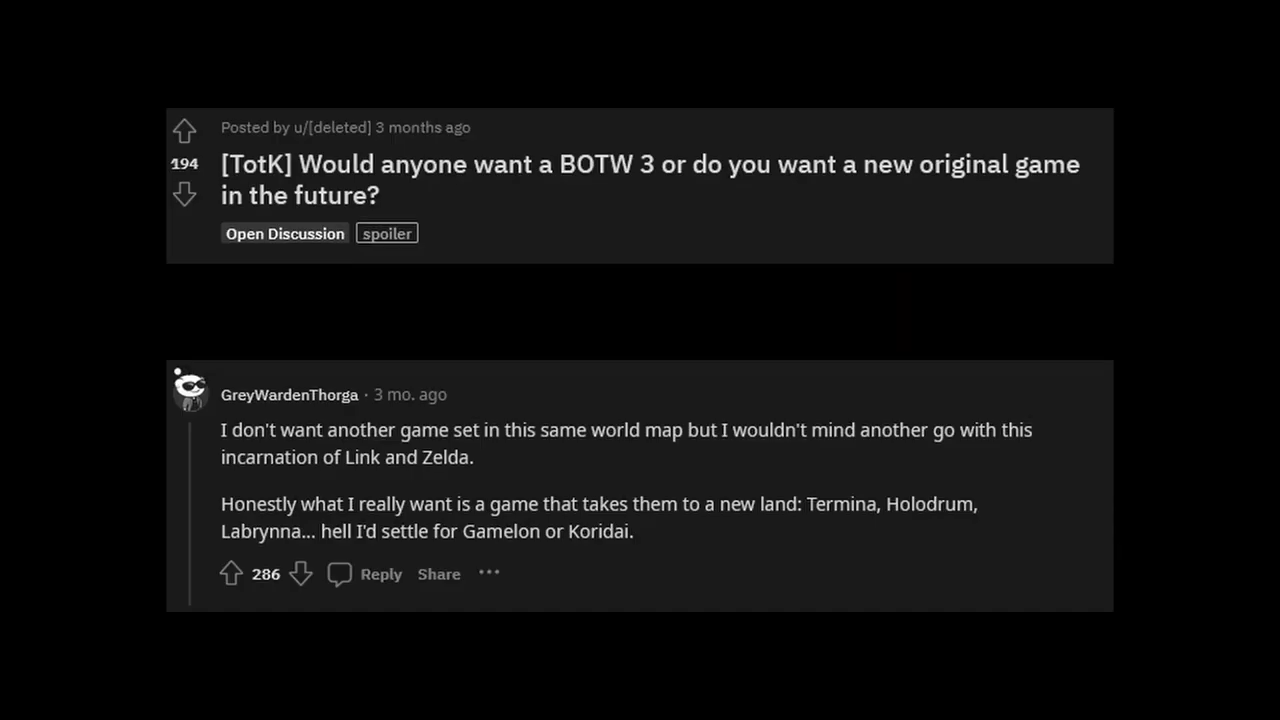 Posted by u/[deleted] 3 months ago
194
[TotK] Would anyone want a BOTW 3 or do you want a new original game
in the future?
Open Discussion spoiler
GreyWardenThorga · 3 mo. ago
I don't want another game set in this same world map but I wouldn't mind another go with this
incarnation of Link and Zelda.
Honestly what I really want is a game that takes them to a new land: Termina, Holodrum,
Labrynna... hell I'd settle for Gamelon or Koridai.
286 Reply Share ···